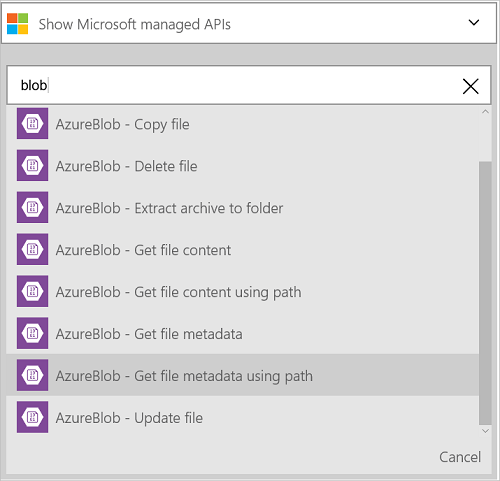 Show Microsoft managed APIs
blob
AzureBlob - Copy file
AzureBlob - Delete file
AzureBlob - Extract archive to folder
AzureBlob - Get file content
AzureBlob - Get file content using path
AzureBlob - Get file metadata
AzureBlob - Get file metadata using path
AzureBlob - Update file
Cancel